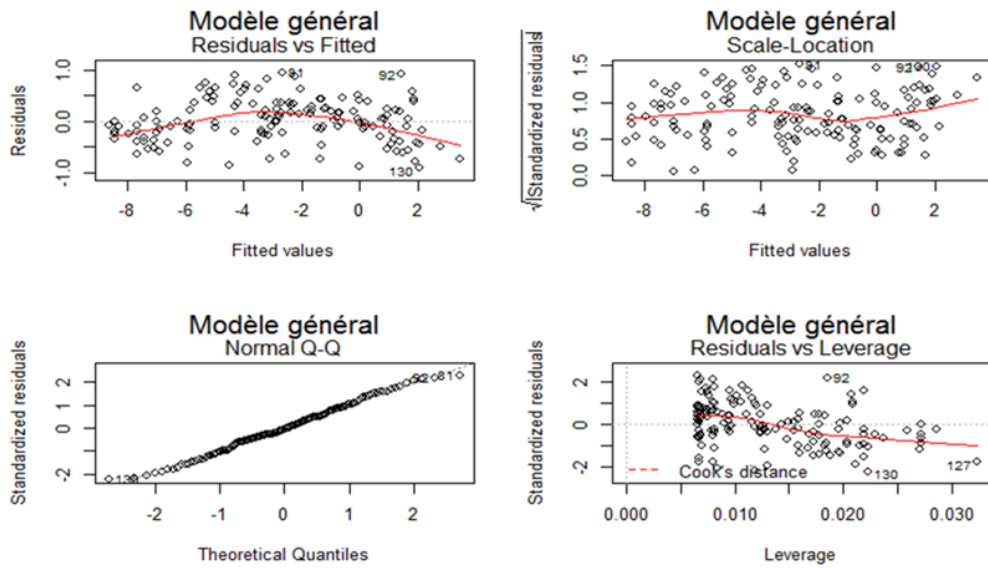 Modèle général
Residuals vs Fitted
Residuals
1.0
0.0
-1.0
81
92
130
-8 -6 -4 -2 0 2
Fitted values
Modèle général
Scale-Location
√|Standardized residuals|
1.5
1.0
0.5
0.0
81
-8 -6 -4 -2 0 2
Fitted values
Modèle général
Normal Q-Q
Standardized residuals
2
1
0
-2
92
81
-2 -1 0 1 2
Theoretical Quantiles
Modèle général
Residuals vs Leverage
Standardized residuals
2
1
0
-2
92
Cook's distance
130
127
0.000 0.010 0.020 0.030
Leverage